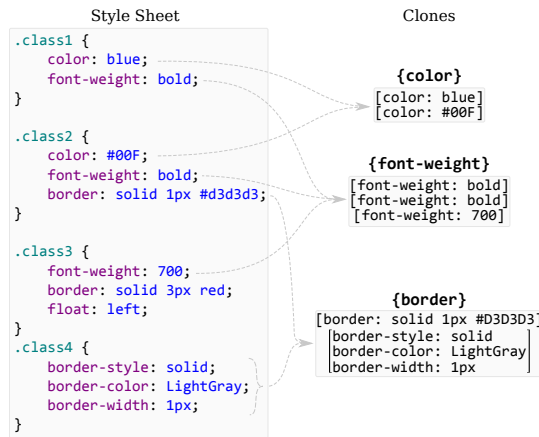 Style Sheet
.class1 {
color: blue;
font-weight: bold;
}
.class2 {
color: #00F;
font-weight: bold;
border: solid 1px #d3d3d3;
}
.class3 {
font-weight: 700;
border: solid 3px red;
float: left;
}
.class4 {
border-style: solid;
border-color: LightGray;
border-width: 1px;
}
Clones
{color}
[color: blue]
[color: #00F]
{font-weight}
[font-weight: bold]
[font-weight: bold]
[font-weight: 700]
{border}
[border: solid 1px #D3D3D3]
border-style: solid
border-color: LightGray
border-width: 1px